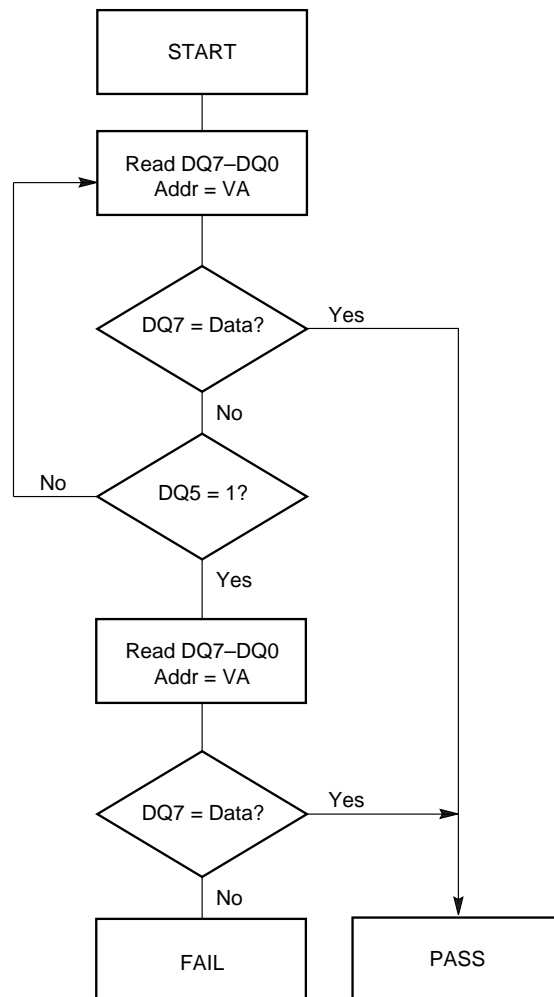 START
Read DQ7–DQ0
Addr = VA
DQ7 = Data?
Yes
No
No
DQ5 = 1?
Yes
Read DQ7–DQ0
Addr = VA
DQ7 = Data?
Yes
No
FAIL
PASS